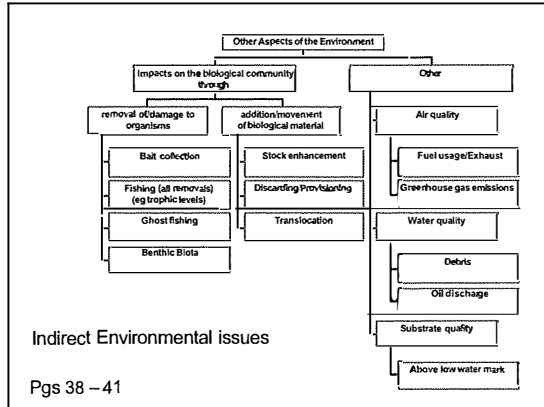 Other Aspects of the Environment
Impacts on the biological community
through
Other
removal of/damage to
organisms
addition/movement
of biological material
Air quality
Bait collection
Stock enhancement
Fuel usage/Exhaust
Fishing (all removals)
(eg trophic levels)
Discarding/Provisioning
Greenhouse gas emissions
Ghost fishing
Translocation
Water quality
Benthic Biota
Debris
Oil discharge
Substrate quality
Above low water mark
Indirect Environmental issues
Pgs 38 – 41